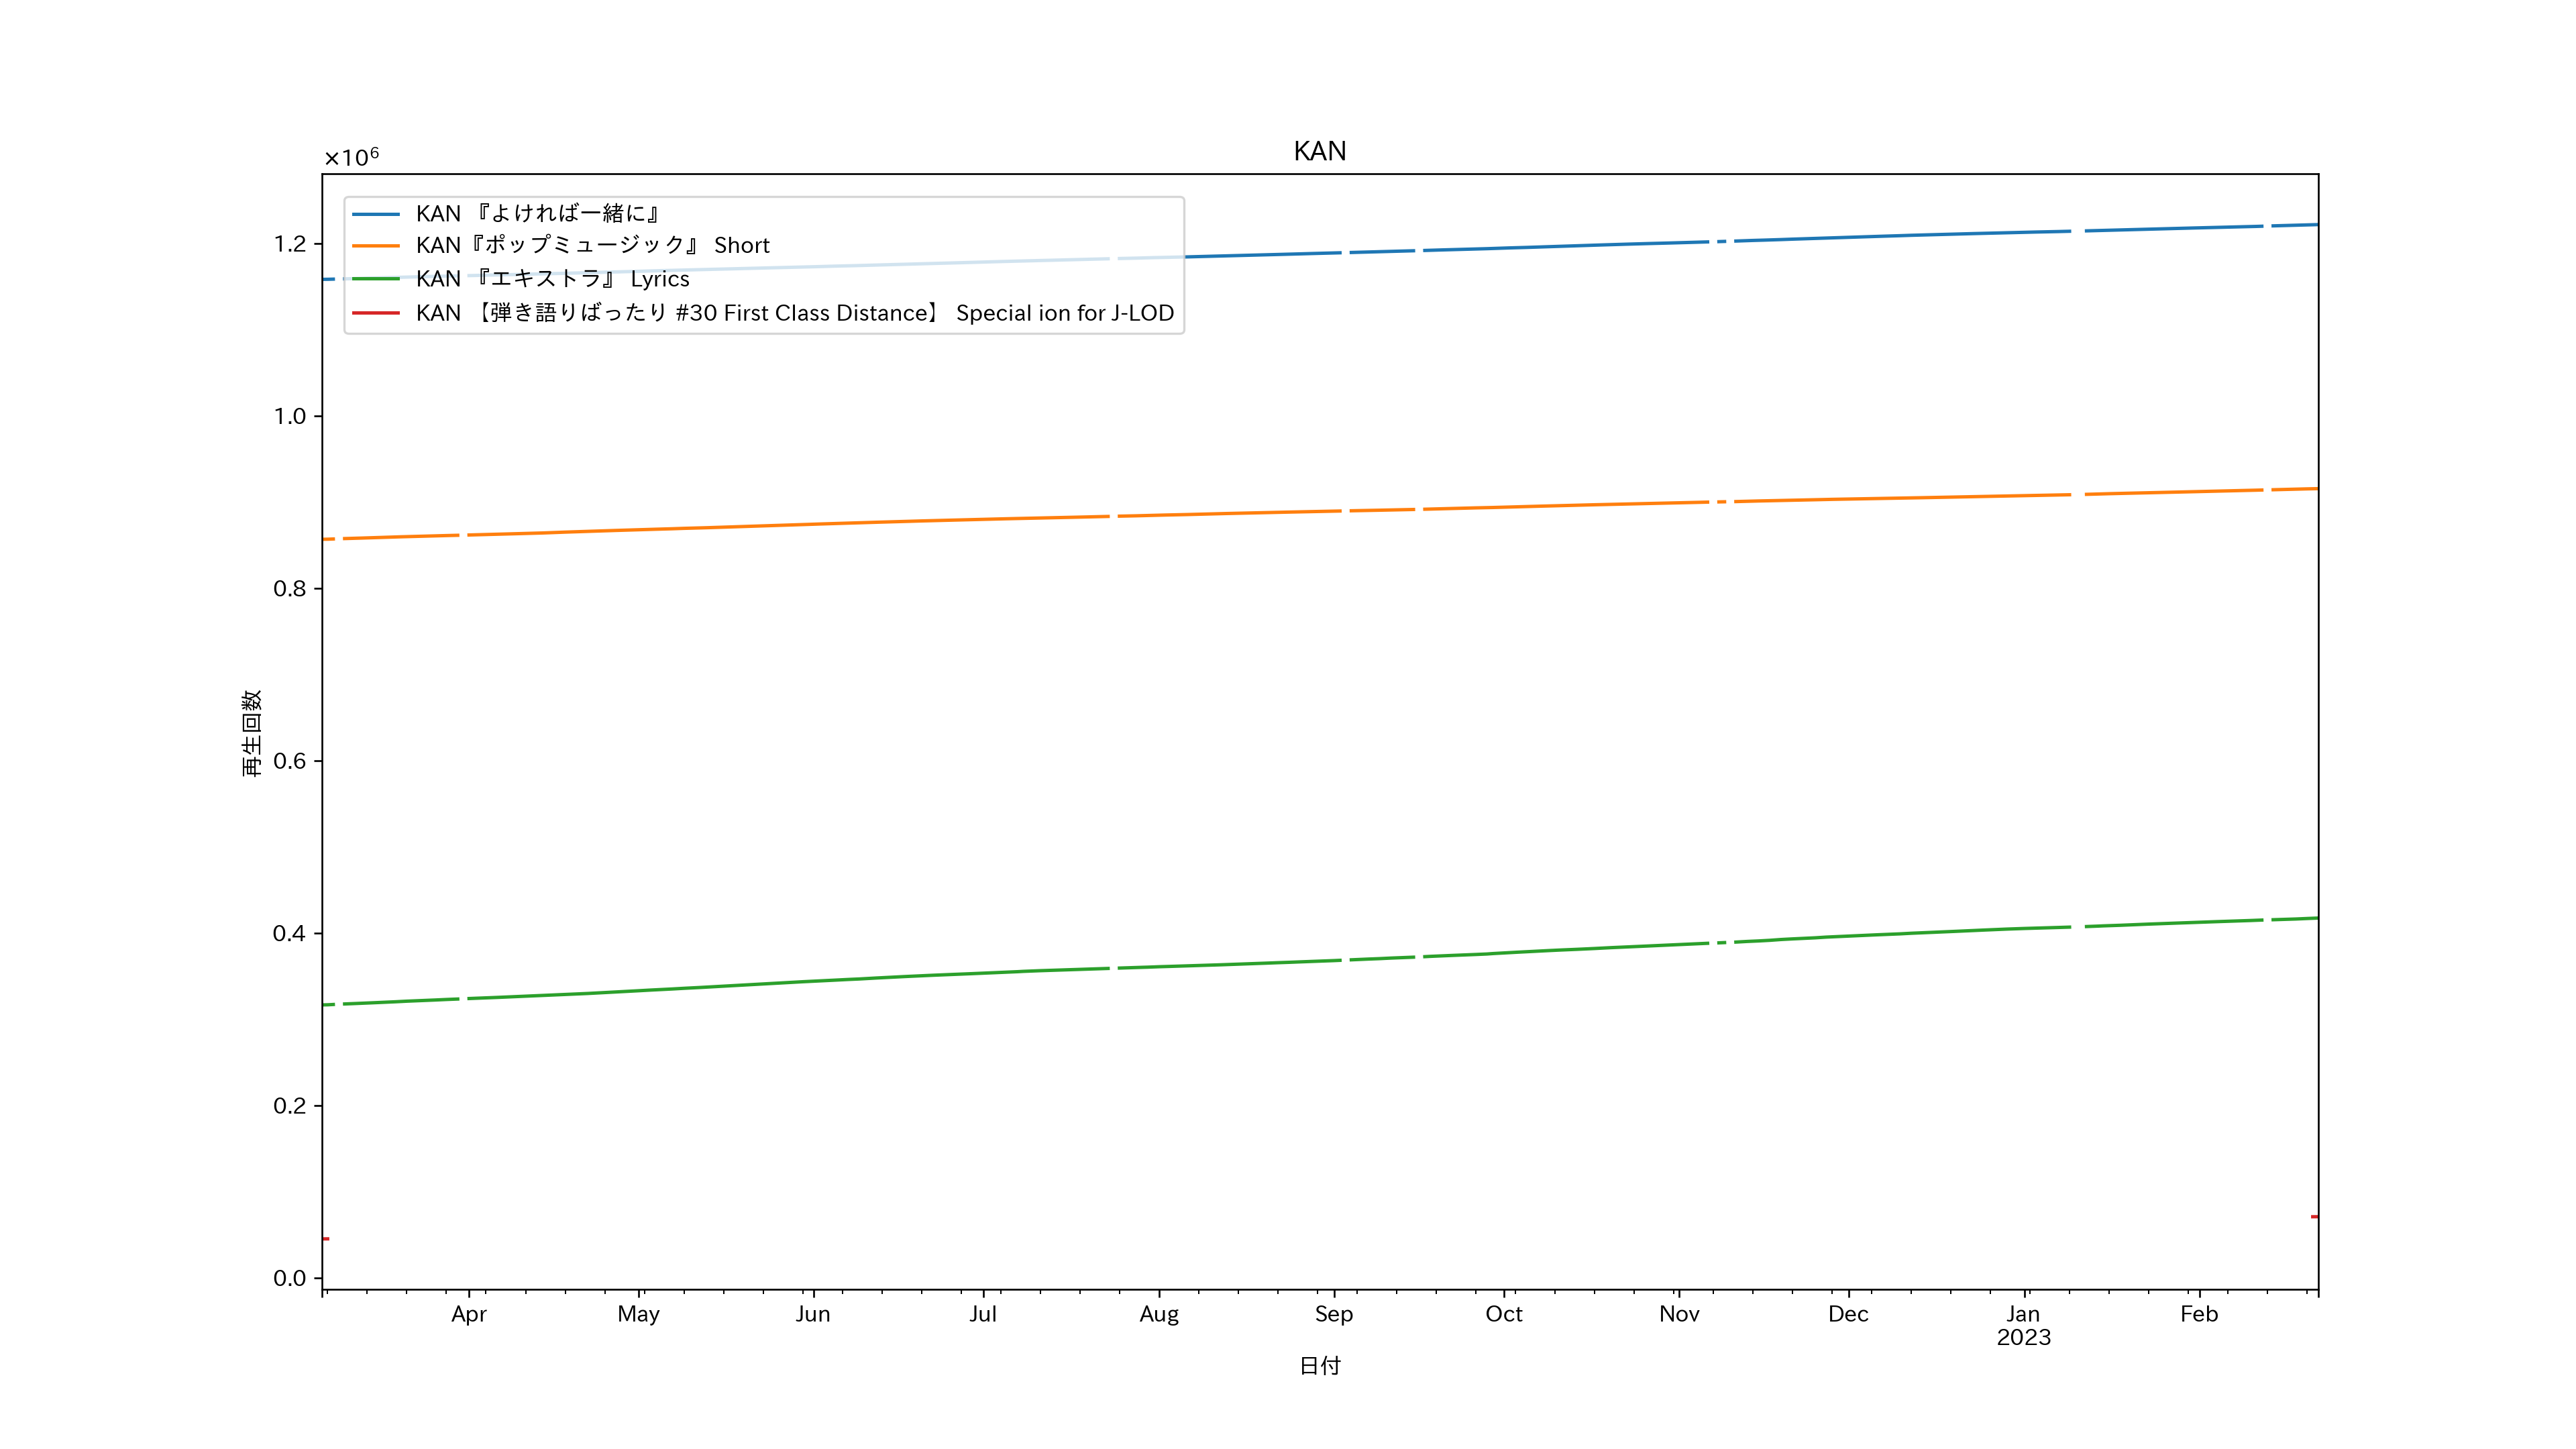 KAN
×10⁶
KAN 『よければ一緒に』
KAN『ポップミュージック』 Short
KAN 『エキストラ』 Lyrics
KAN 【弾き語りばったり #30 First Class Distance】 Special ion for J-LOD
1.2
1.0
0.8
0.6
0.4
0.2
0.0
再生回数
Apr May Jun Jul Aug Sep Oct Nov Dec Jan Feb
2023
日付